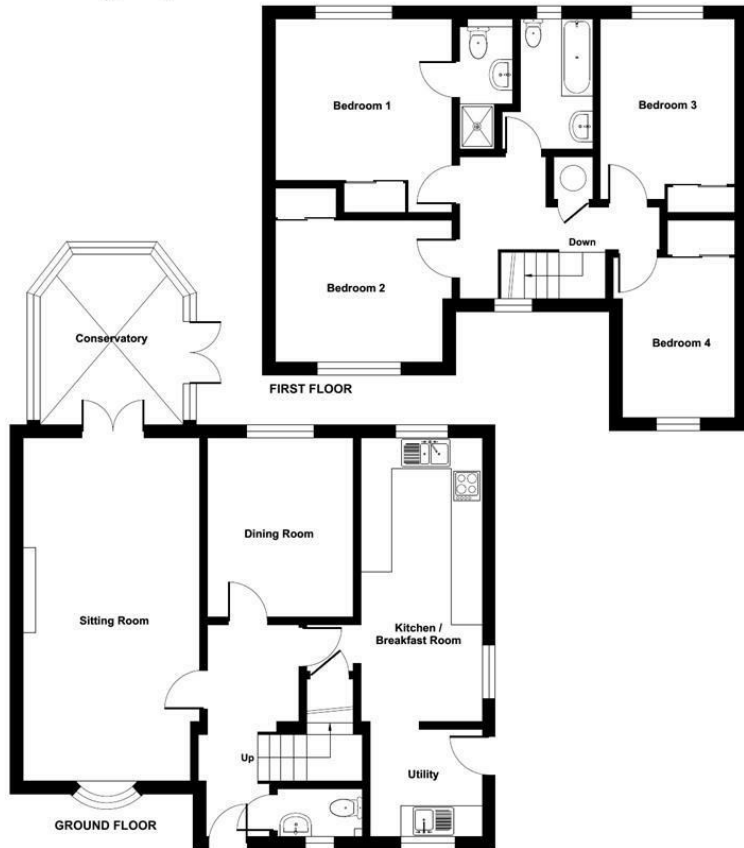 Bedroom 1
Bedroom 3
Down
Bedroom 2
Bedroom 4
FIRST FLOOR
Conservatory
Dining Room
Sitting Room
Kitchen /
Breakfast Room
Up
Utility
GROUND FLOOR